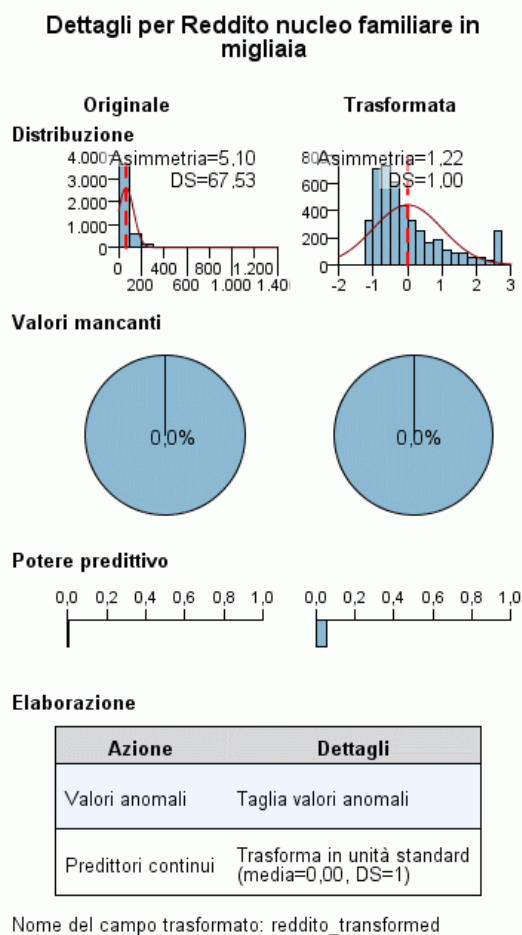 Dettagli per Reddito nucleo familiare in
migliaia
Originale Trasformata
Distribuzione
Asimmetria=5,10
DS=67,53
4.000
3.000
2.000
1.000
0
0 400 800 1.200
200 600 1.000 1.40
Asimmetria=1,22
DS=1,00
800
600
400
200
0
-2 -1 0 1 2 3
Valori mancanti
0,0% 0,0%
Potere predittivo
0,0 0,2 0,4 0,6 0,8 1,0 0,0 0,2 0,4 0,6 0,8 1,0
Elaborazione
Azione Dettagli
Valori anomali Taglia valori anomali
Predittori continui Trasforma in unità standard
(media=0,00, DS=1)
Nome del campo trasformato: reddito_transformed